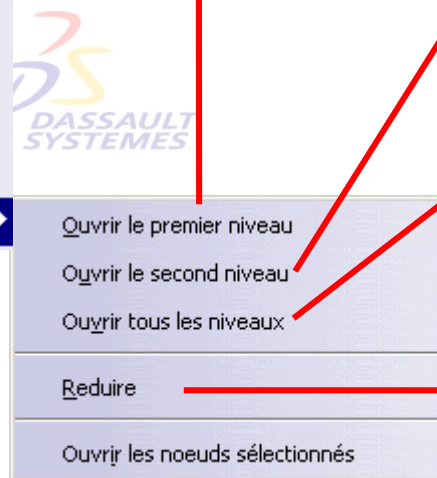 DASSAULT
SYSTEMES
Ouvrir le premier niveau
Ouvrir le second niveau
Ouvrir tous les niveaux
Reduire
Ouvrir les noeuds sélectionnés